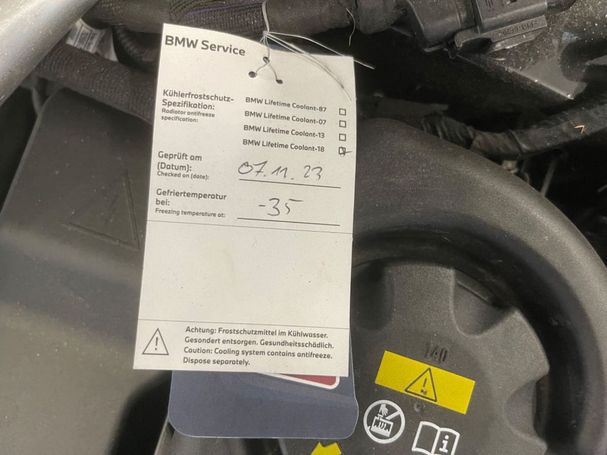 BMW Service
Kühlerfrostschutz-
Spezifikation:
Radiator antifreeze
specification:
BMW Lifetime Coolant-87
BMW Lifetime Coolant-07
BMW Lifetime Coolant-13
BMW Lifetime Coolant-18
Geprüft am
(Datum):
Checked on (date):
07.11.23
Gefriertemperatur
bei:
Freezing temperature at:
-35
Achtung: Frostschutzmittel im Kühlwasser.
Gesondert entsorgen. Gesundheitsschädlich.
Caution: Cooling system contains antifreeze.
Dispose separately.
140